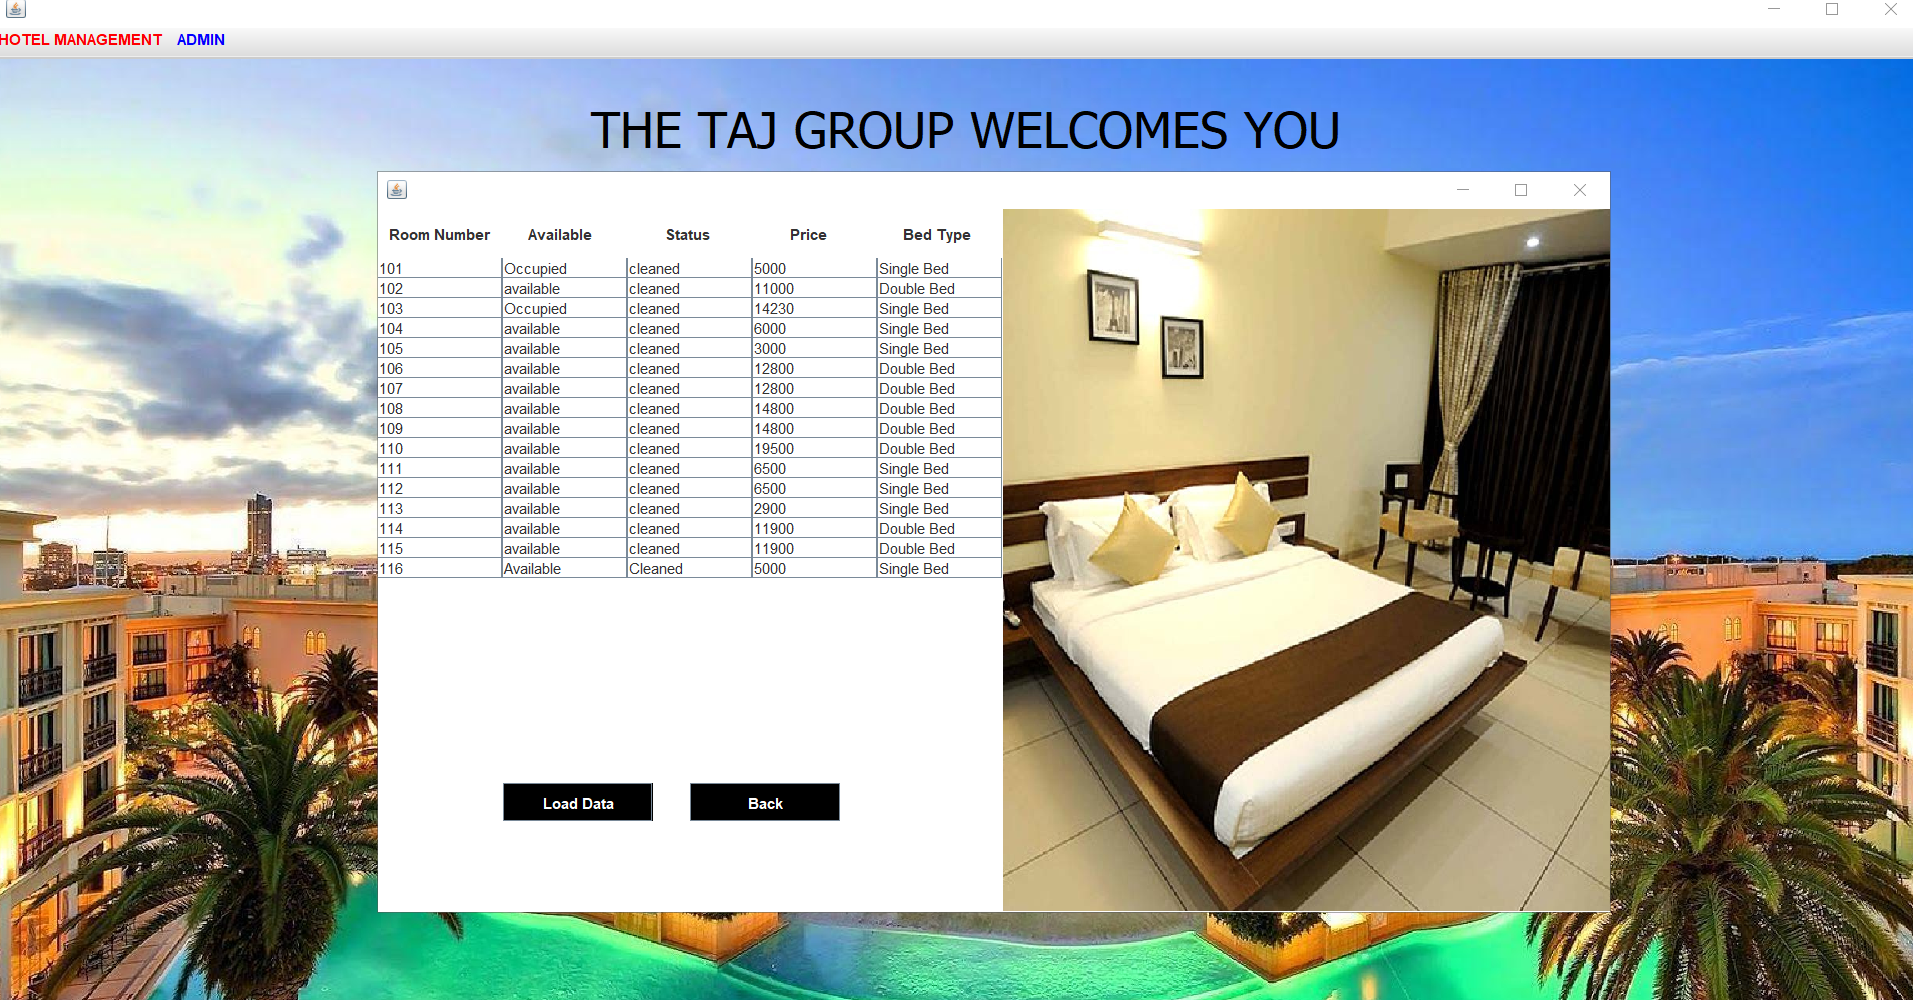 HOTEL MANAGEMENT ADMIN
THE TAJ GROUP WELCOMES YOU
Room Number Available Status Price Bed Type
101 Occupied cleaned 5000 Single Bed
102 available cleaned 11000 Double Bed
103 Occupied cleaned 14230 Single Bed
104 available cleaned 6000 Single Bed
105 available cleaned 3000 Single Bed
106 available cleaned 12800 Double Bed
107 available cleaned 12800 Double Bed
108 available cleaned 14800 Double Bed
109 available cleaned 14800 Double Bed
110 available cleaned 19500 Double Bed
111 available cleaned 6500 Single Bed
112 available cleaned 6500 Single Bed
113 available cleaned 2900 Single Bed
114 available cleaned 11900 Double Bed
115 available cleaned 11900 Double Bed
116 Available Cleaned 5000 Single Bed
Load Data Back